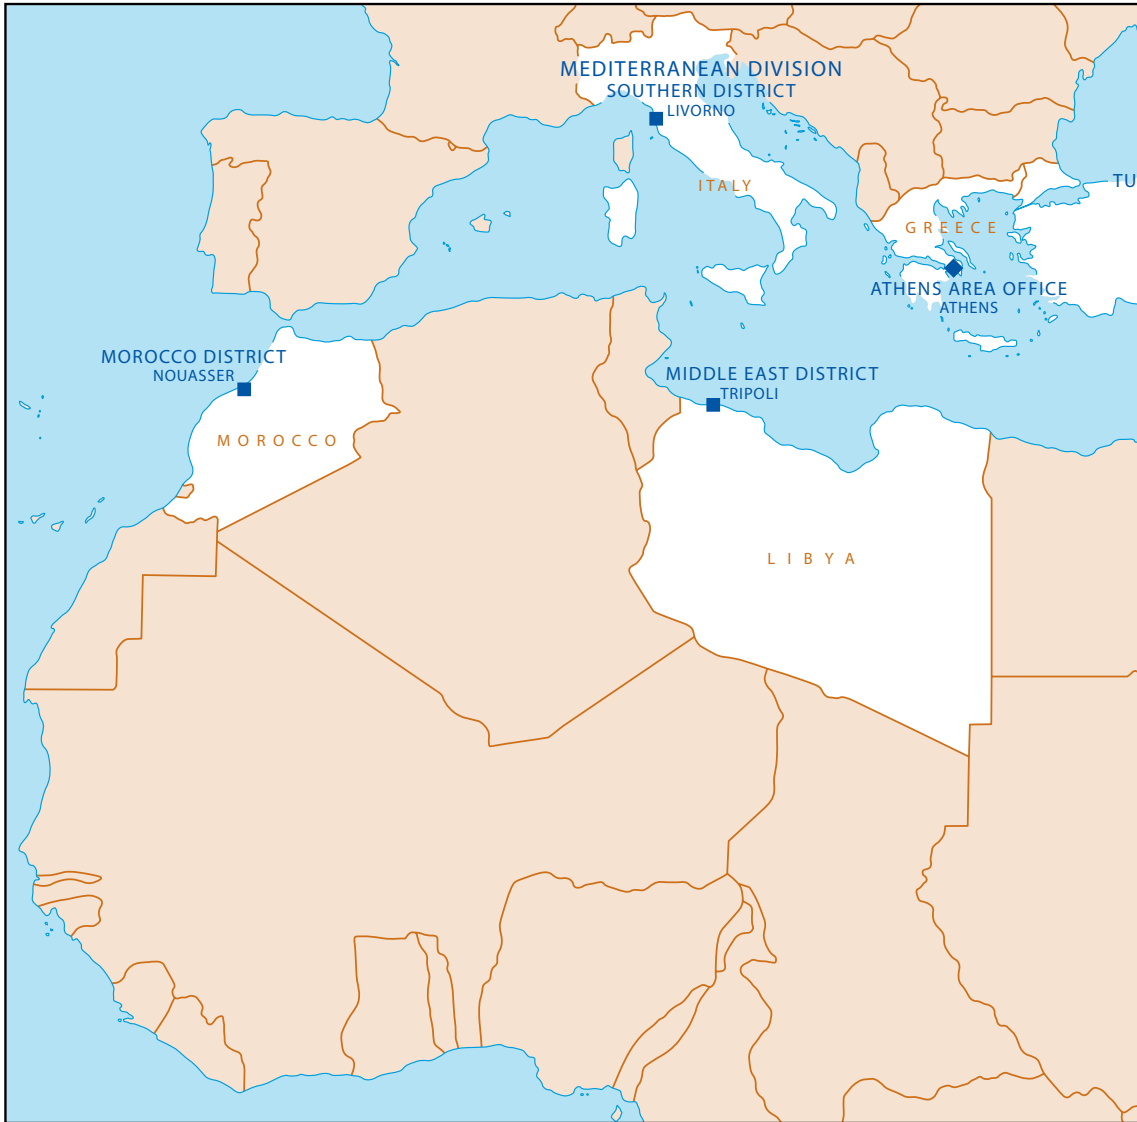 MEDITERRANEAN DIVISION
SOUTHERN DISTRICT
LIVORNO
ITALY
TU
GREECE
ATHENS AREA OFFICE
ATHENS
MOROCCO DISTRICT
NOUASSER
MIDDLE EAST DISTRICT
TRIPOLI
MOROCCO
LIBYA